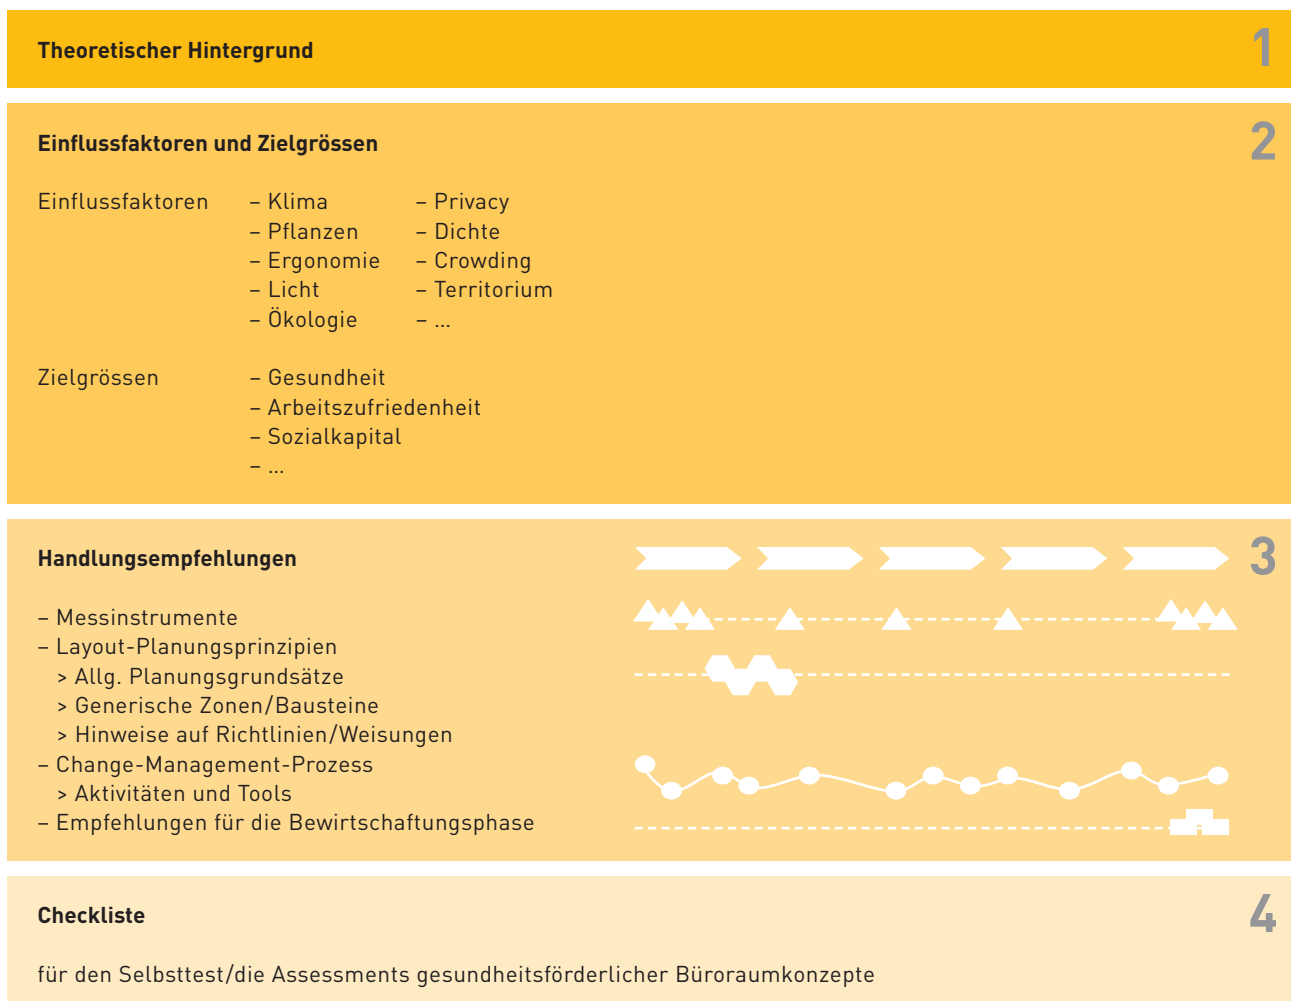 Theoretischer Hintergrund 1
Einflussfaktoren und Zielgrössen 2
Einflussfaktoren – Klima – Privacy
– Pflanzen – Dichte
– Ergonomie – Crowding
– Licht – Territorium
– Ökologie – …
Zielgrössen – Gesundheit
– Arbeitszufriedenheit
– Sozialkapital
– …
Handlungsempfehlungen 3
– Messinstrumente
– Layout-Planungsprinzipien
> Allg. Planungsgrundsätze
> Generische Zonen/Bausteine
> Hinweise auf Richtlinien/Weisungen
– Change-Management-Prozess
> Aktivitäten und Tools
– Empfehlungen für die Bewirtschaftungsphase
Checkliste 4
für den Selbsttest/die Assessments gesundheitsförderlicher Büroraumkonzepte